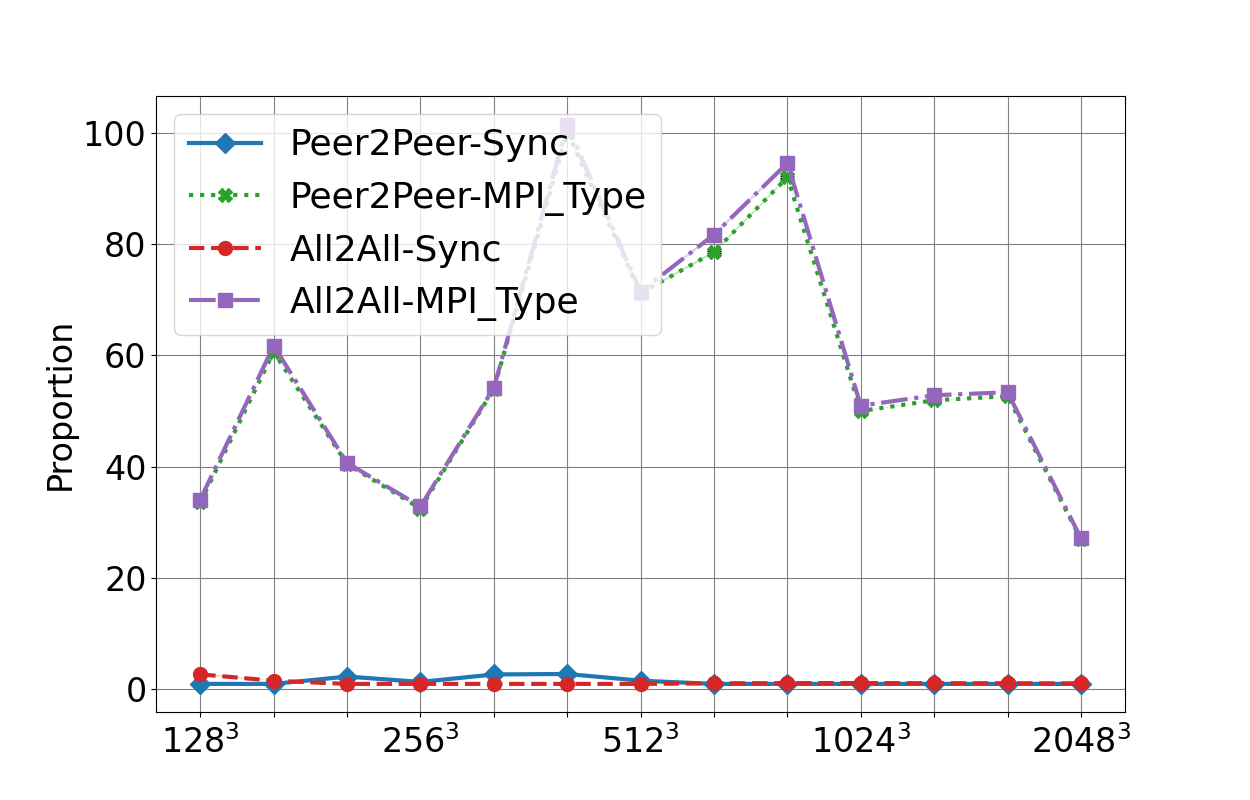 Peer2Peer-Sync
Peer2Peer-MPI_Type
All2All-Sync
All2All-MPI_Type
Proportion
100
80
60
40
20
0
128³
256³
512³
1024³
2048³